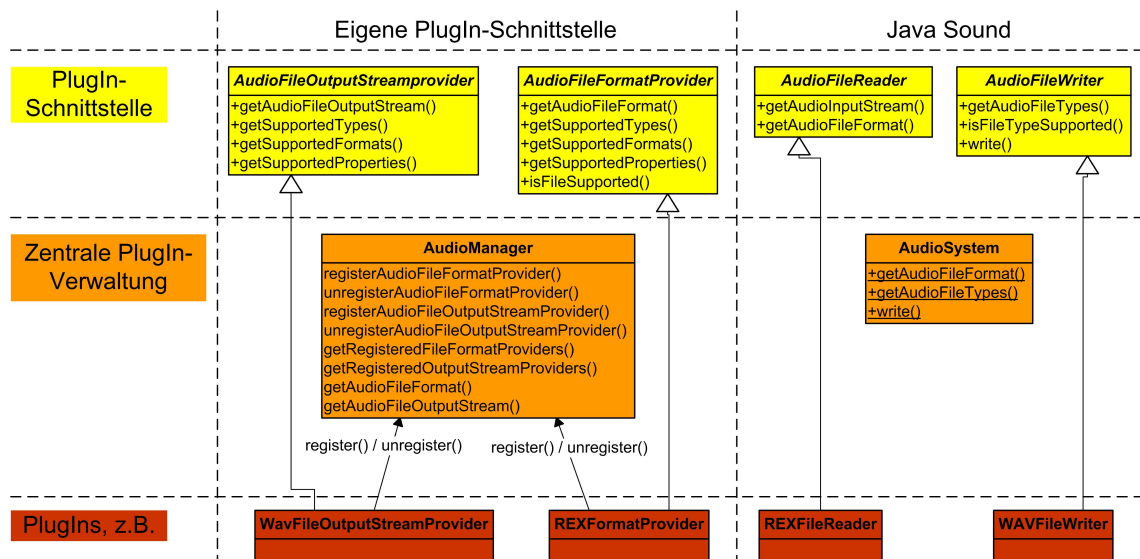 Eigene PlugIn-Schnittstelle
Java Sound
PlugIn-
Schnittstelle
AudioFileOutputStreamprovider
+getAudioFileOutputStream()
+getSupportedTypes()
+getSupportedFormats()
+getSupportedProperties()
AudioFileFormatProvider
+getAudioFileFormat()
+getSupportedTypes()
+getSupportedFormats()
+getSupportedProperties()
+isFileSupported()
AudioFileReader
+getAudioInputStream()
+getAudioFileFormat()
AudioFileWriter
+getAudioFileTypes()
+isFileTypeSupported()
+write()
Zentrale PlugIn-
Verwaltung
AudioManager
registerAudioFileFormatProvider()
unregisterAudioFileFormatProvider()
registerAudioFileOutputStreamProvider()
unregisterAudioFileOutputStreamProvider()
getRegisteredFileFormatProviders()
getRegisteredOutputStreamProviders()
getAudioFileFormat()
getAudioFileOutputStream()
AudioSystem
+getAudioFileFormat()
+getAudioFileTypes()
+write()
register() / unregister()
register() / unregister()
PlugIns, z.B.
WavFileOutputStreamProvider
REXFormatProvider
REXFileReader
WAVFileWriter